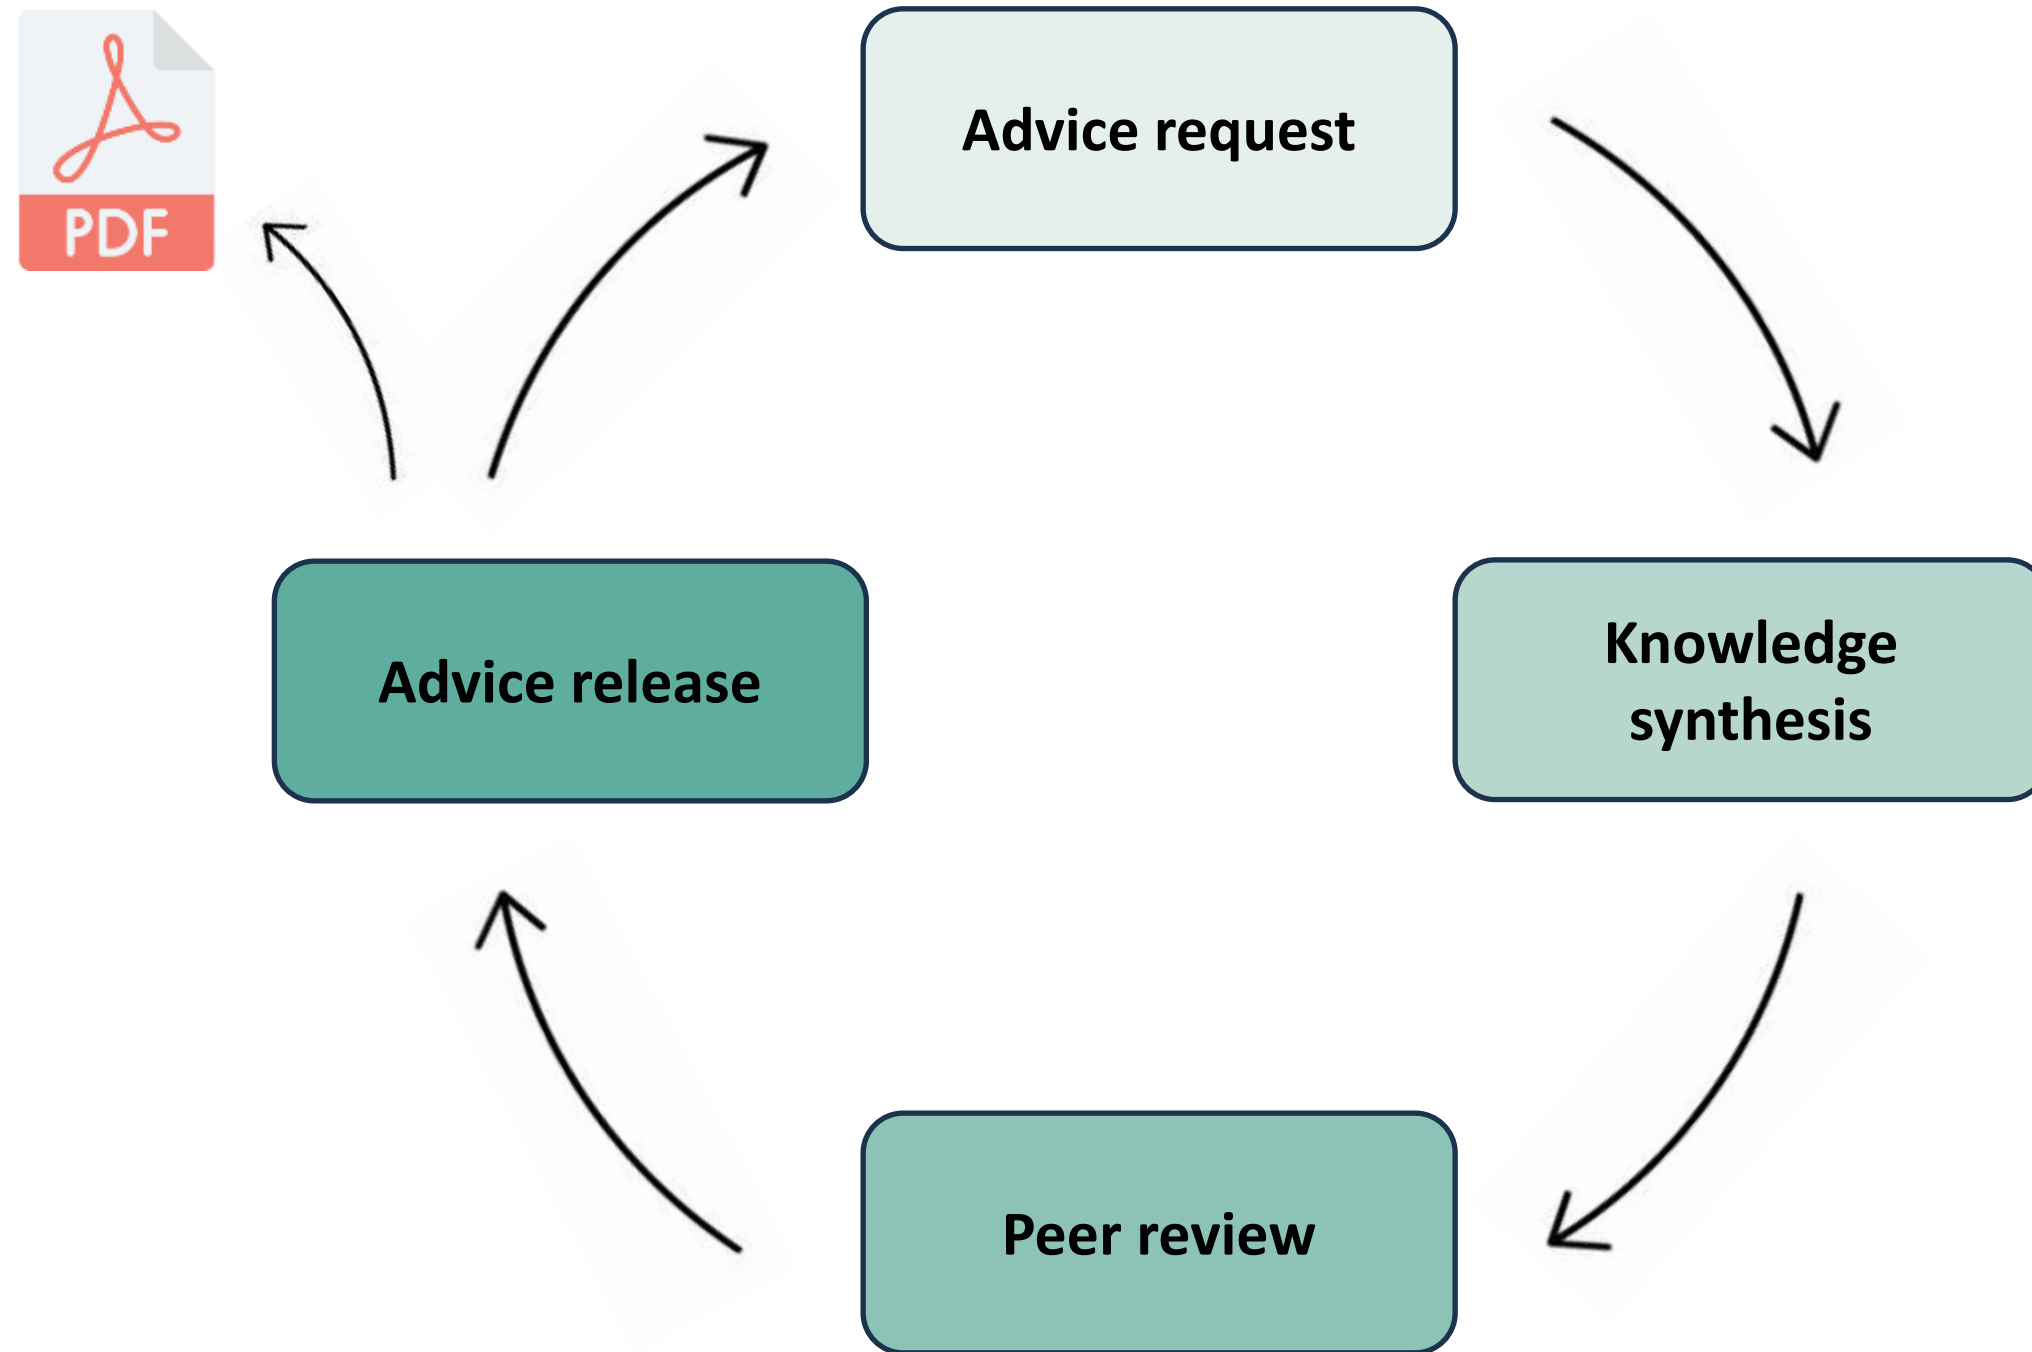 PDF
Advice request
Advice release
Knowledge
synthesis
Peer review